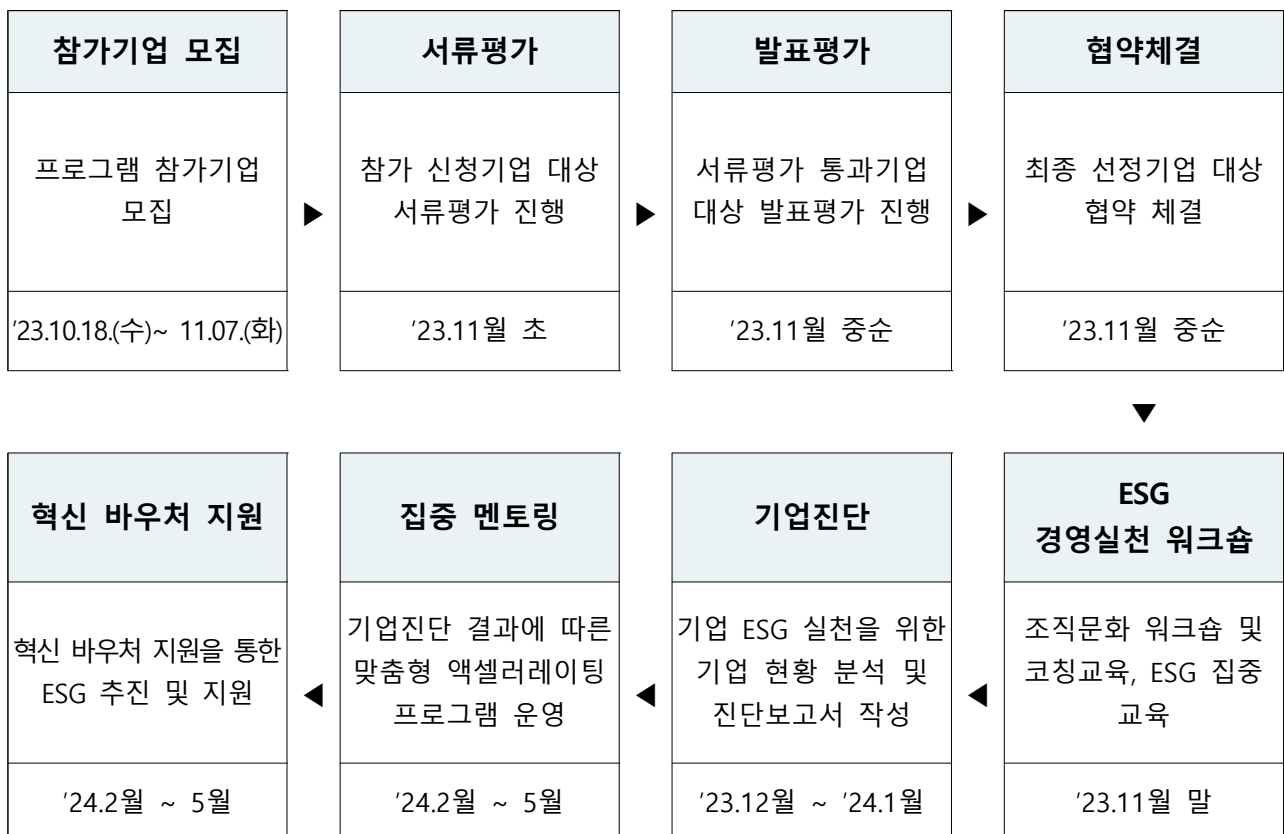 참가기업 모집
프로그램 참가기업
모집
'23.10.18.(수)~ 11.07.(화)
▶
서류평가
참가 신청기업 대상
서류평가 진행
'23.11월 초
▶
발표평가
서류평가 통과기업
대상 발표평가 진행
'23.11월 중순
▶
협약체결
최종 선정기업 대상
협약 체결
'23.11월 중순
▼
ESG
경영실천 워크숍
조직문화 워크숍 및
코칭교육, ESG 집중
교육
'23.11월 말
◀
기업진단
기업 ESG 실천을 위한
기업 현황 분석 및
진단보고서 작성
'23.12월 ~ '24.1월
◀
집중 멘토링
기업진단 결과에 따른
맞춤형 액셀러레이팅
프로그램 운영
'24.2월 ~ 5월
◀
혁신 바우처 지원
혁신 바우처 지원을 통한
ESG 추진 및 지원
'24.2월 ~ 5월